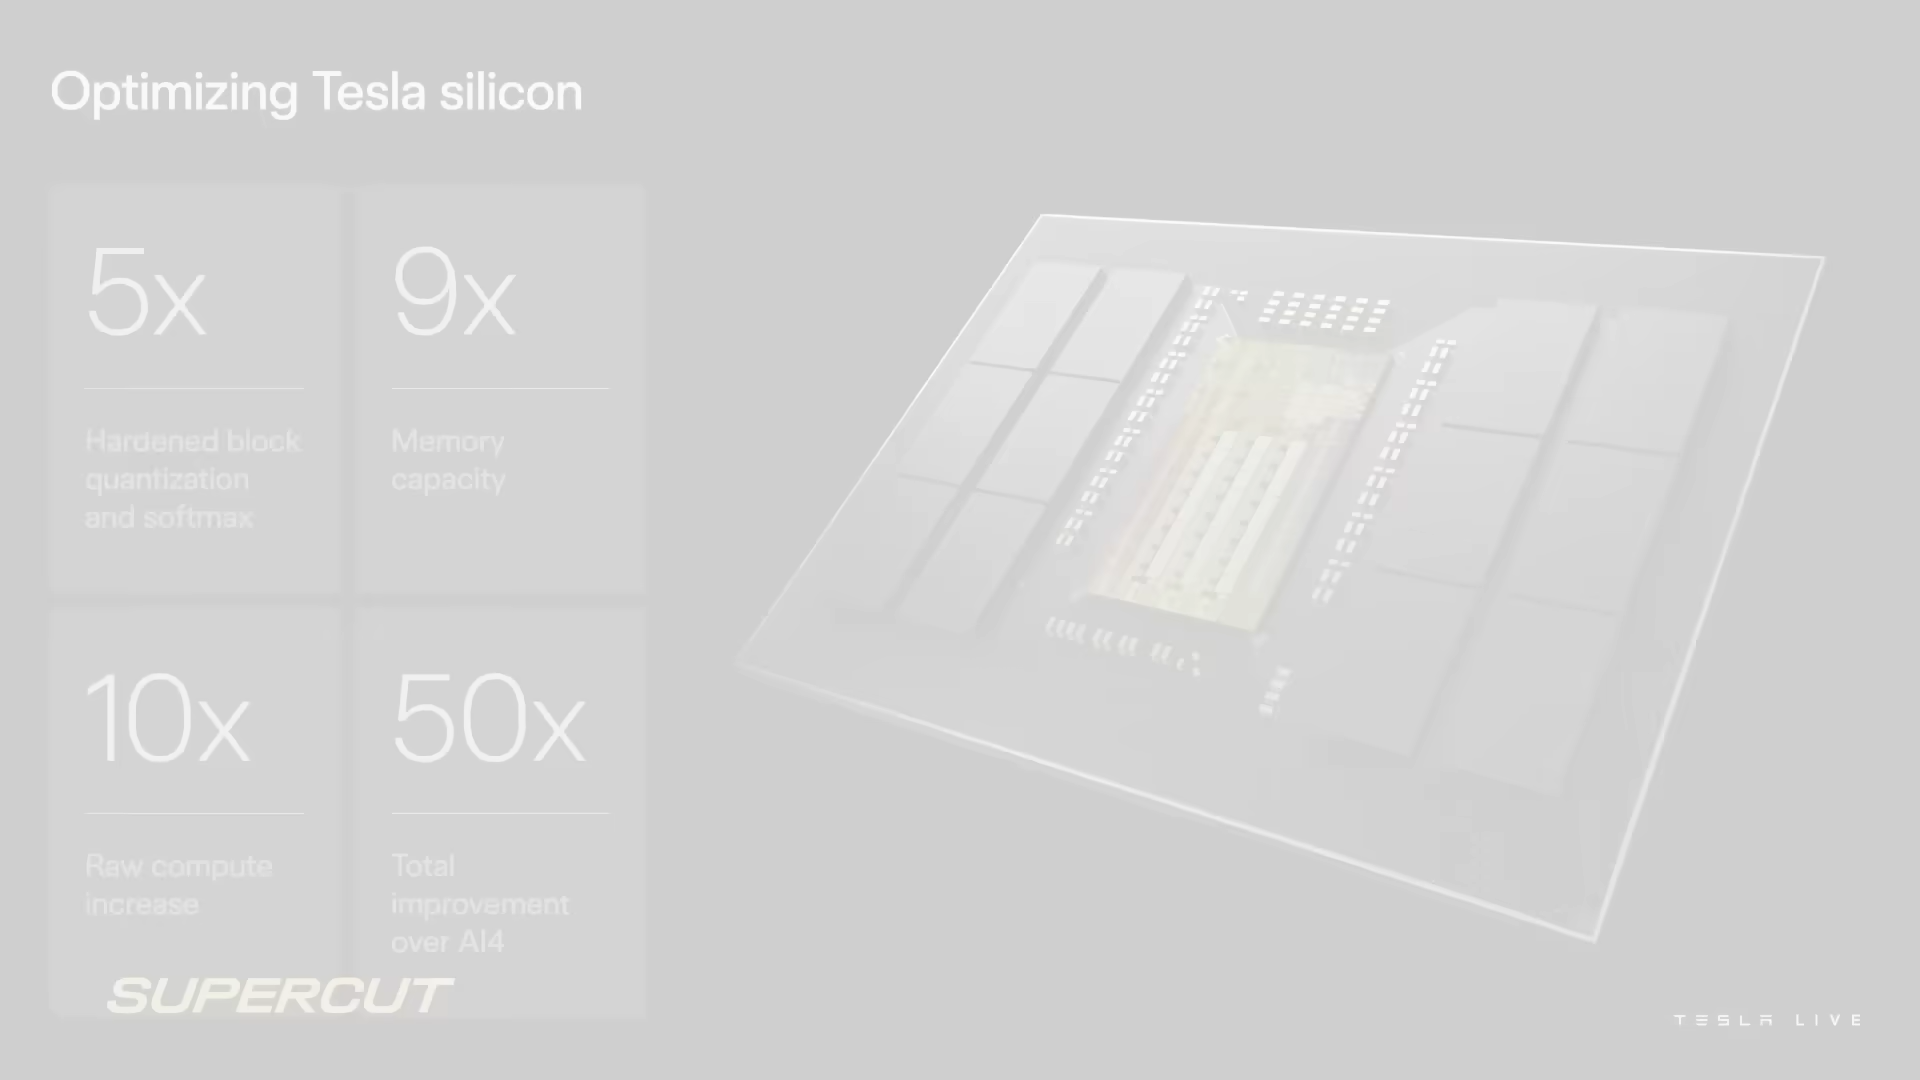 Optimizing Tesla silicon
5x
Hardened block
quantization
and softmax
9x
Memory
capacity
10x
Raw compute
increase
50x
Total
improvement
over AI4
SUPERCUT
TESLA LIVE